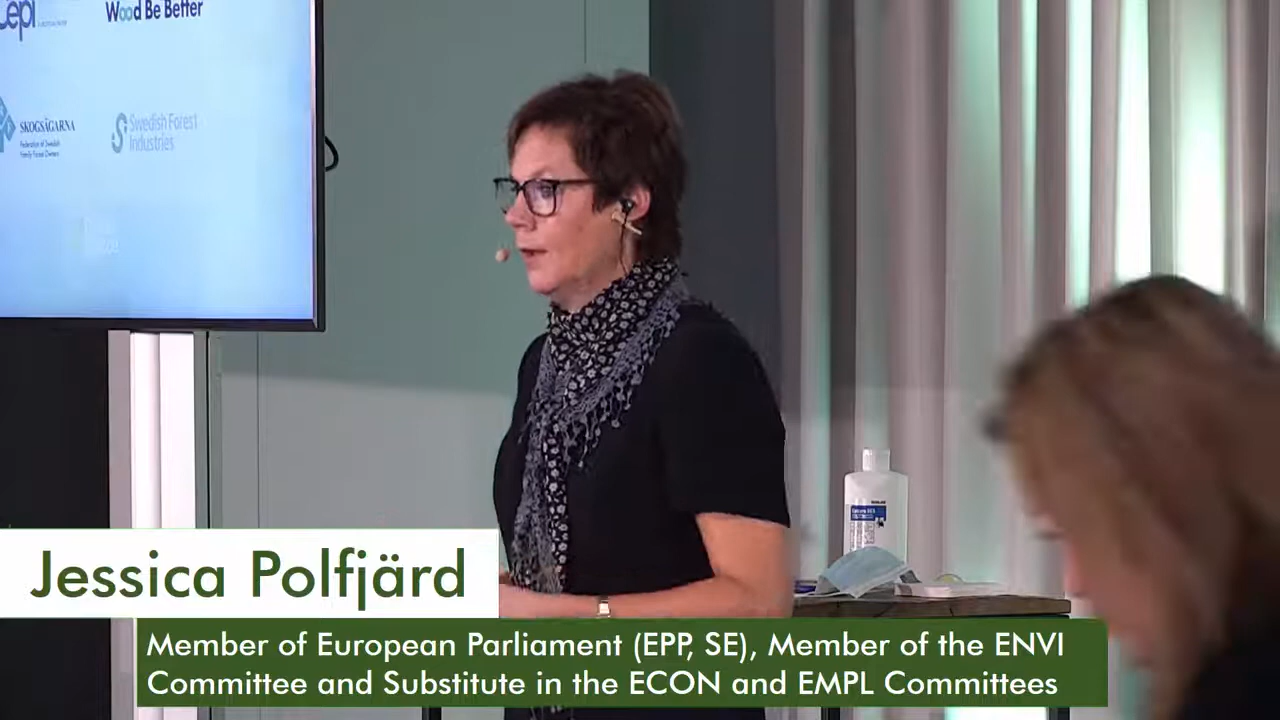 cepi
Wood Be Better
SKOGSÄGARNA
Federation of Swedish
Family Forest Owners
Swedish Forest
Industries
Jessica Polfjärd
Member of European Parliament (EPP, SE), Member of the ENVI
Committee and Substitute in the ECON and EMPL Committees